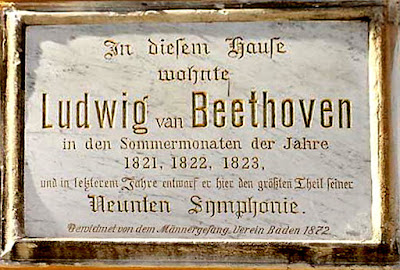 In diesem Hause
wohnte
Ludwig van Beethoven
in den Sommermonaten der Jahre
1821, 1822, 1823,
und in letzterem Jahre entwarf er hier den größten Theil seiner
Neunten Symphonie.
Gewidmet von dem Männergesang. Verein Baden 1872.